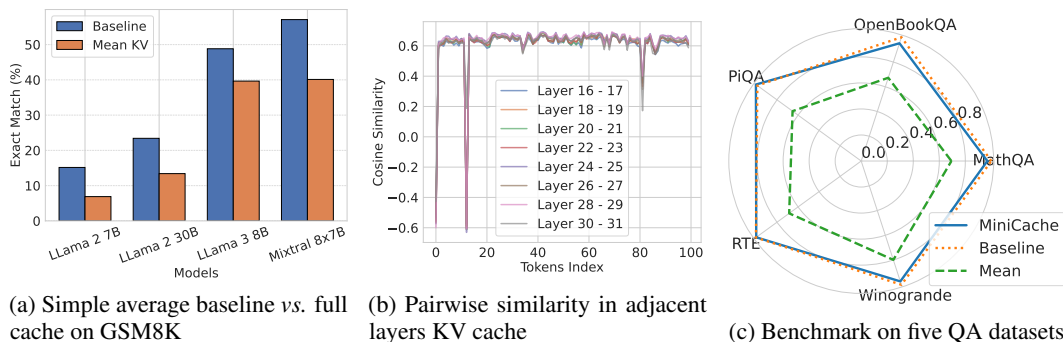 Exact Match (%)
50
40
30
20
10
0
Baseline
Mean KV
LLama 2 7B
LLama 2 30B
LLama 3 8B
Mixtral 8x7B
Models
(a) Simple average baseline vs. full
cache on GSM8K
Cosine Similarity
0.6
0.4
0.2
0.0
−0.2
−0.4
−0.6
Layer 16 - 17
Layer 18 - 19
Layer 20 - 21
Layer 22 - 23
Layer 24 - 25
Layer 26 - 27
Layer 28 - 29
Layer 30 - 31
0 20 40 60 80 100
Tokens Index
(b) Pairwise similarity in adjacent
layers KV cache
OpenBookQA
PiQA
0.0 0.2 0.4 0.6 0.8
MathQA
RTE
Winogrande
MiniCache
Baseline
Mean
(c) Benchmark on five QA datasets